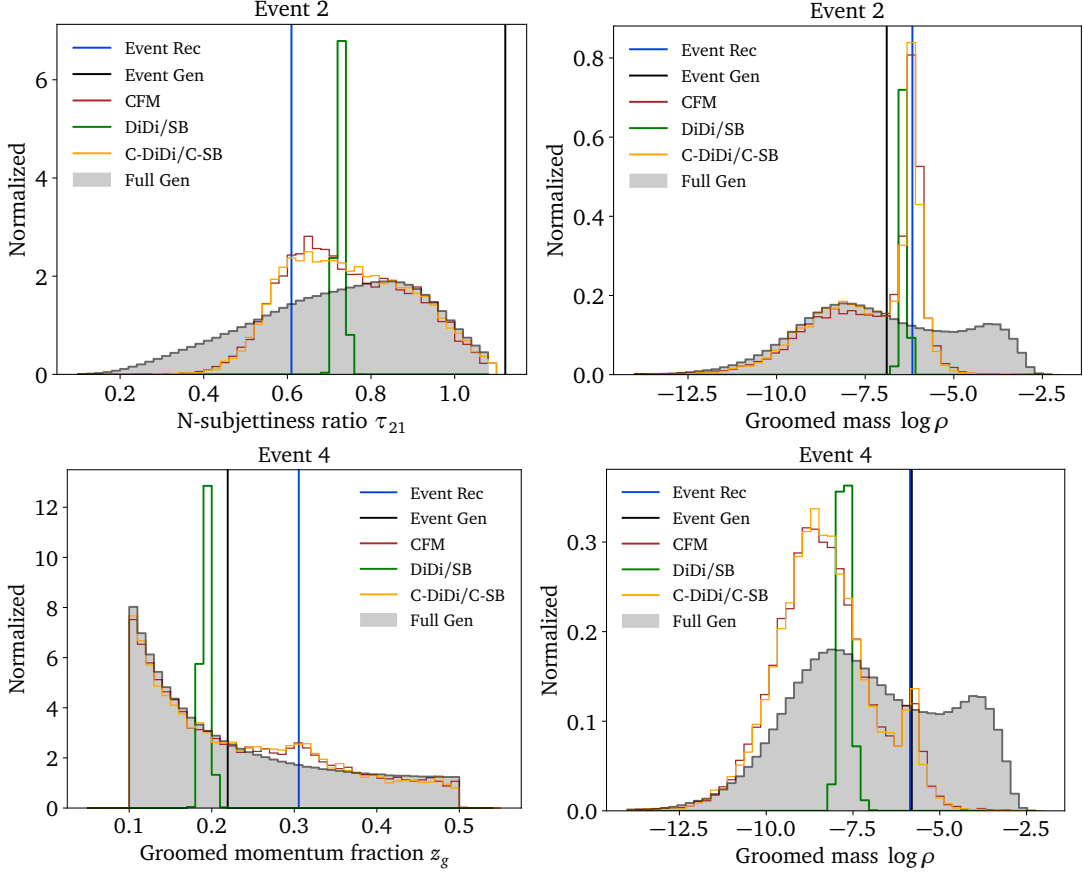 Event 2
Normalized
6
4
2
0
Event Rec
Event Gen
CFM
DiDi/SB
C-DiDi/C-SB
Full Gen
0.2 0.4 0.6 0.8 1.0
N-subjettiness ratio τ₂₁
Event 2
Normalized
0.8
0.6
0.4
0.2
0.0
Event Rec
Event Gen
CFM
DiDi/SB
C-DiDi/C-SB
Full Gen
−12.5 −10.0 −7.5 −5.0 −2.5
Groomed mass log ρ
Event 4
Normalized
12
10
8
6
4
2
0
Event Rec
Event Gen
CFM
DiDi/SB
C-DiDi/C-SB
Full Gen
0.1 0.2 0.3 0.4 0.5
Groomed momentum fraction z_g
Event 4
Normalized
0.3
0.2
0.1
0.0
Event Rec
Event Gen
CFM
DiDi/SB
C-DiDi/C-SB
Full Gen
−12.5 −10.0 −7.5 −5.0 −2.5
Groomed mass log ρ